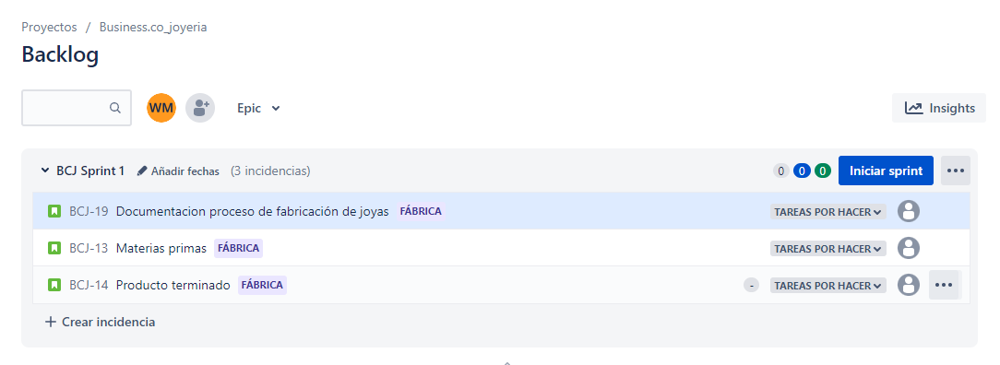 Proyectos / Business.co_joyeria
Backlog
WM Epic Insights
BCJ Sprint 1 Añadir fechas (3 incidencias) 0 0 0 Iniciar sprint
BCJ-19 Documentacion proceso de fabricación de joyas FÁBRICA TAREAS POR HACER
BCJ-13 Materias primas FÁBRICA TAREAS POR HACER
BCJ-14 Producto terminado FÁBRICA - TAREAS POR HACER
+ Crear incidencia